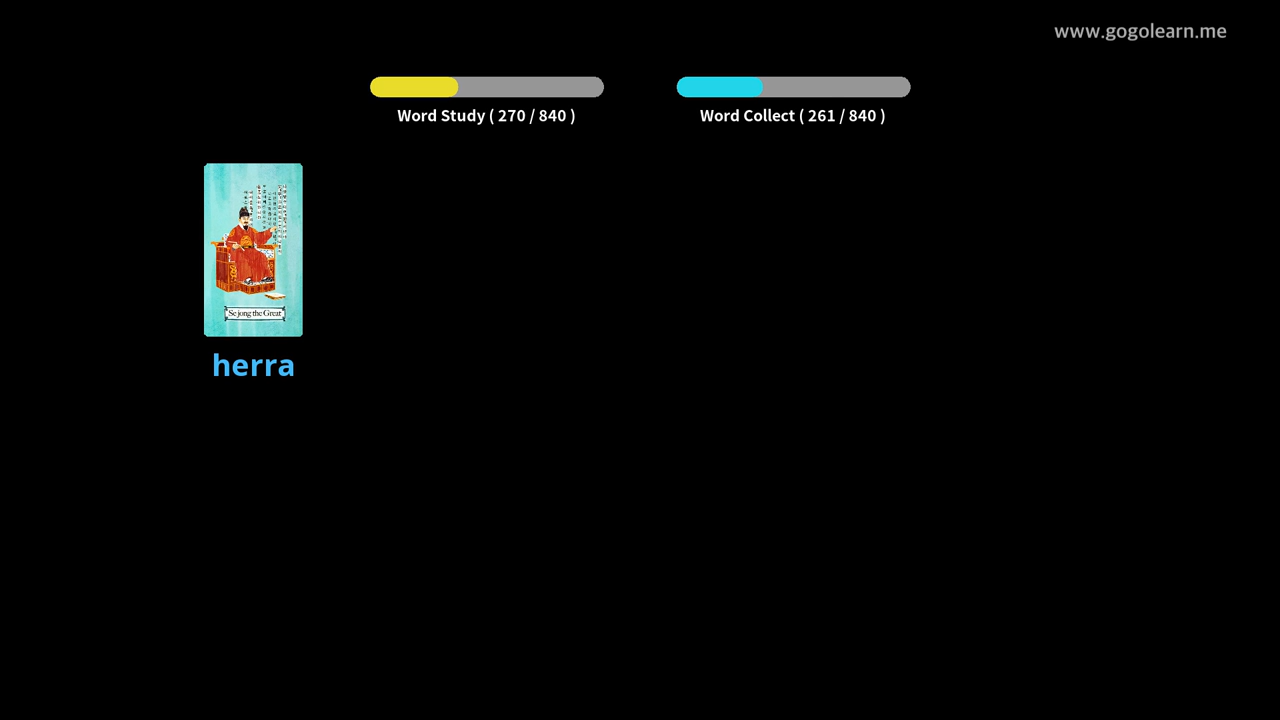 www.gogolearn.me
Word Study ( 270 / 840 )
Word Collect ( 261 / 840 )
Se jong the Great
herra